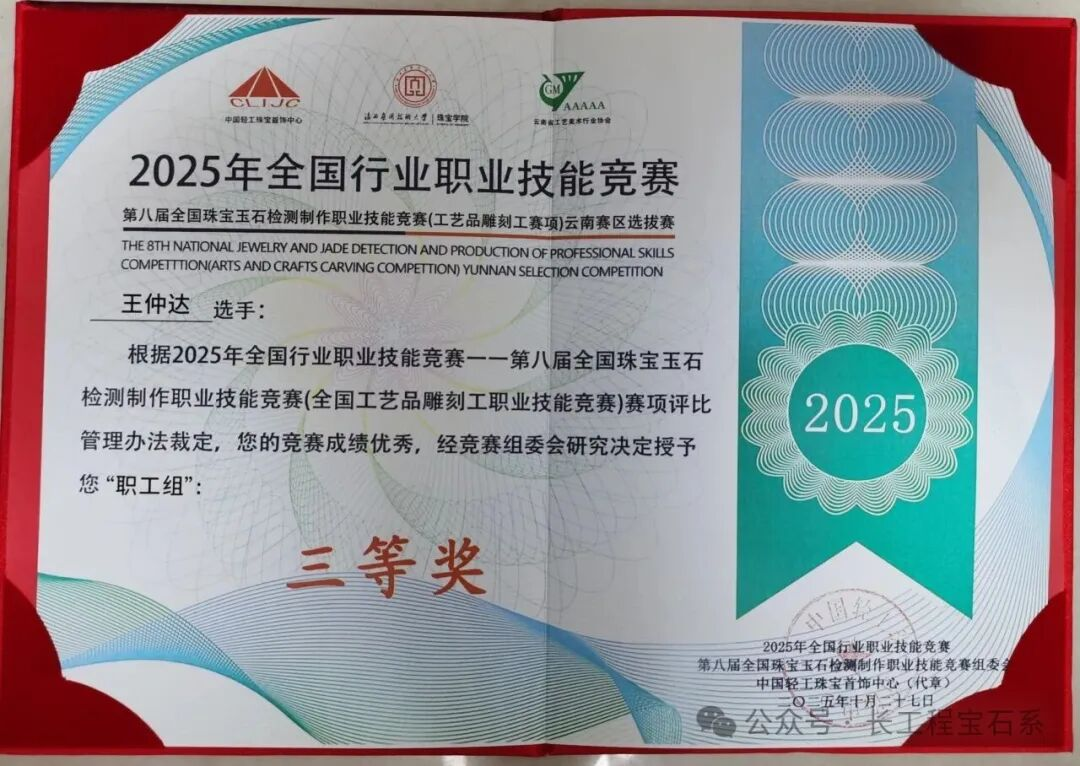 CLIJC
中国轻工珠宝首饰中心
珠宝学院
GM
AAAAA
云南省工艺美术行业协会
2025年全国行业职业技能竞赛
第八届全国珠宝玉石检测制作职业技能竞赛(工艺品雕刻工赛项)云南赛区选拔赛
THE 8TH NATIONAL JEWELRY AND JADE DETECTION AND PRODUCTION OF PROFESSIONAL SKILLS
COMPETTTION(ARTS AND CRAFTS CARVING COMPETTION) YUNNAN SELECTION COMPETITION
王仲达 选手：
根据2025年全国行业职业技能竞赛一一第八届全国珠宝玉石
检测制作职业技能竞赛(全国工艺品雕刻工职业技能竞赛)赛项评比
管理办法裁定，您的竞赛成绩优秀，经竞赛组委会研究决定授予
您“职工组”：
三等奖
2025
中国轻
2025年全国行业职业技能竞赛
第八届全国珠宝玉石检测制作职业技能竞赛组委会
中国轻工珠宝首饰中心（代章）
二〇二五年十月二十七日
公众号 长工程宝石系